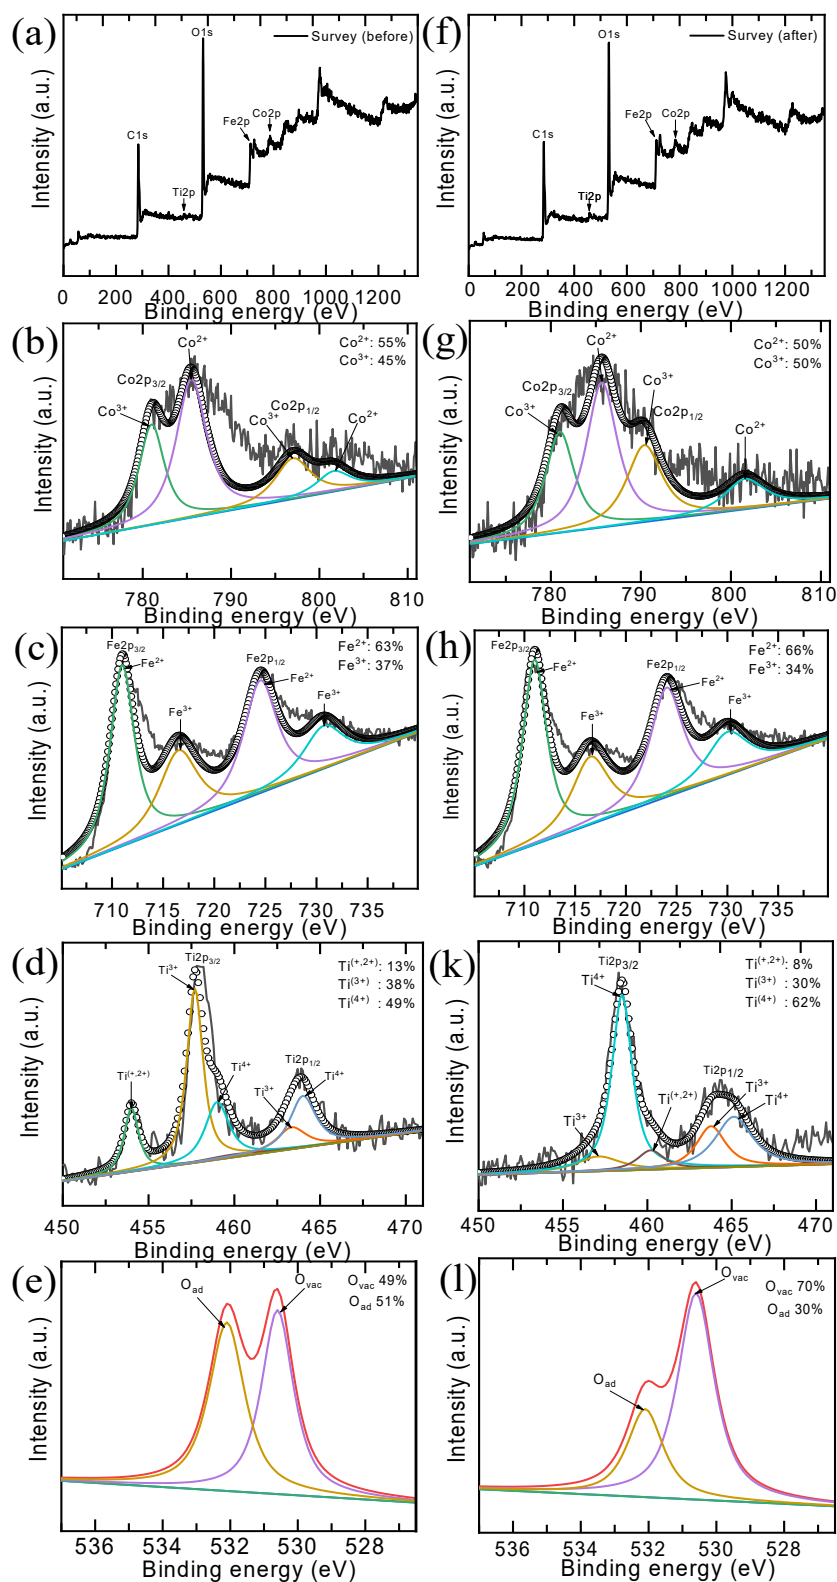 (a)
O1s
Survey (before)
Fe2p
Co2p
C1s
Ti2p
Intensity (a.u.)
0 200 400 600 800 1000 1200
Binding energy (eV)
(f)
O1s
Survey (after)
Fe2p
Co2p
C1s
Ti2p
Intensity (a.u.)
0 200 400 600 800 1000 1200
Binding energy (eV)
(b)
Co²⁺
Co²⁺: 55%
Co³⁺: 45%
Co2p₃/₂
Co³⁺
Co2p₁/₂
Co³⁺
Co²⁺
Intensity (a.u.)
780 790 800 810
Binding energy (eV)
(g)
Co²⁺
Co²⁺: 50%
Co³⁺: 50%
Co2p₃/₂
Co³⁺
Co³⁺
Co2p₁/₂
Co²⁺
Intensity (a.u.)
780 790 800 810
Binding energy (eV)
(c)
Fe2p₃/₂
Fe²⁺
Fe2p₁/₂
Fe²⁺: 63%
Fe³⁺: 37%
Fe²⁺
Fe³⁺
Fe³⁺
Intensity (a.u.)
710 715 720 725 730 735
Binding energy (eV)
(h)
Fe2p₃/₂
Fe²⁺
Fe2p₁/₂
Fe²⁺: 66%
Fe³⁺: 34%
Fe²⁺
Fe³⁺
Fe³⁺
Intensity (a.u.)
710 715 720 725 730 735
Binding energy (eV)
(d)
Ti2p₃/₂
Ti³⁺
Ti⁽⁺,²⁺⁾: 13%
Ti⁽³⁺⁾ : 38%
Ti⁽⁴⁺⁾ : 49%
Ti⁽⁺,²⁺⁾
Ti⁴⁺
Ti2p₁/₂
Ti³⁺
Ti⁴⁺
Intensity (a.u.)
450 455 460 465 470
Binding energy (eV)
(k)
Ti2p₃/₂
Ti⁴⁺
Ti⁽⁺,²⁺⁾: 8%
Ti⁽³⁺⁾ : 30%
Ti⁽⁴⁺⁾ : 62%
Ti2p₁/₂
Ti³⁺
Ti⁽⁺,²⁺⁾
Ti³⁺
Ti⁴⁺
Intensity (a.u.)
450 455 460 465 470
Binding energy (eV)
(e)
O_ad
O_vac
O_vac 49%
O_ad 51%
Intensity (a.u.)
536 534 532 530 528
Binding energy (eV)
(l)
O_vac
O_vac 70%
O_ad 30%
O_ad
Intensity (a.u.)
536 534 532 530 528
Binding energy (eV)